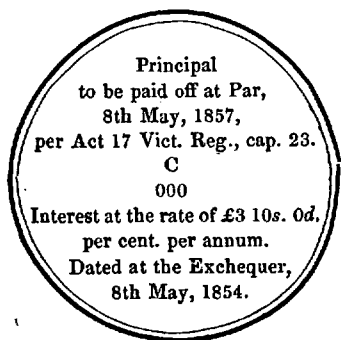 Principal
to be paid off at Par,
8th May, 1857,
per Act 17 Vict. Reg., cap. 23.
C
000
Interest at the rate of £3 10s. 0d.
per cent. per annum.
Dated at the Exchequer,
8th May, 1854.